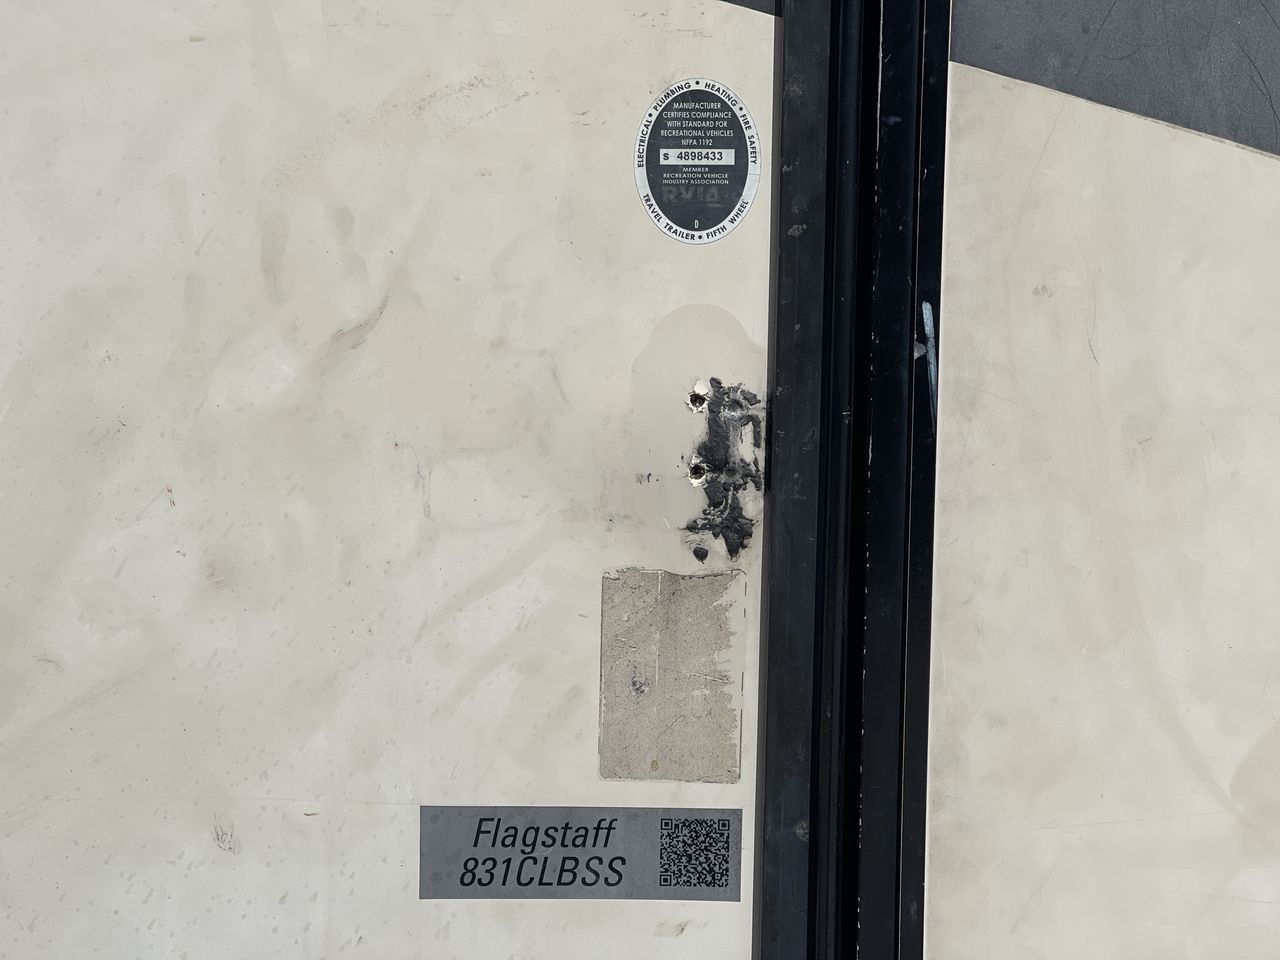 ELECTRICAL • PLUMBING • HEATING • FIRE SAFETY
MANUFACTURER
CERTIFIES COMPLIANCE
WITH STANDARD FOR
RECREATIONAL VEHICLES
NFPA 1192
S 4898433
MEMBER
RECREATION VEHICLE
INDUSTRY ASSOCIATION
RVIA
D
TRAVEL TRAILER • FIFTH WHEEL
Flagstaff
831CLBSS